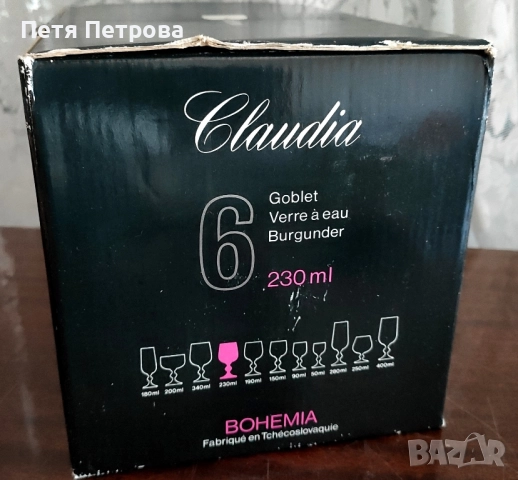 Петя Петрова
Claudia
6
Goblet
Verre à eau
Burgunder
230 ml
180ml 200ml 340ml 230ml 190ml 150ml 90ml 50ml 280ml 250ml 400ml
BOHEMIA
Fabriqué en Tchécoslovaquie
BAZAR